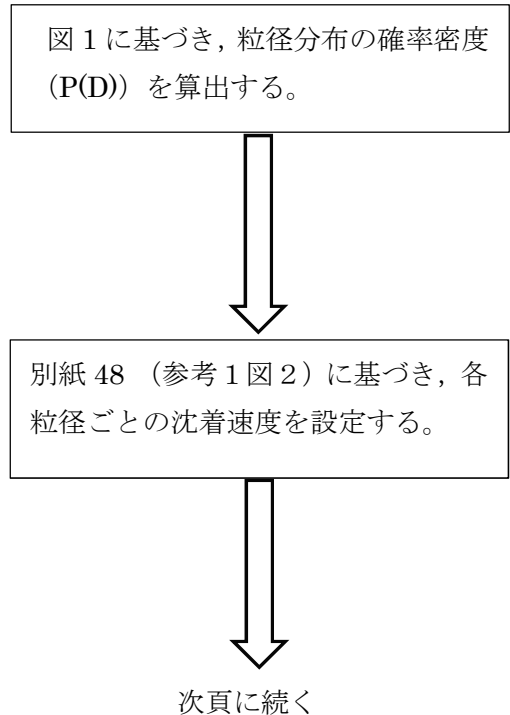 図 1 に基づき, 粒径分布の確率密度
（P(D)）を算出する。
別紙 48 （参考１図２）に基づき, 各
粒径ごとの沈着速度を設定する。
次頁に続く